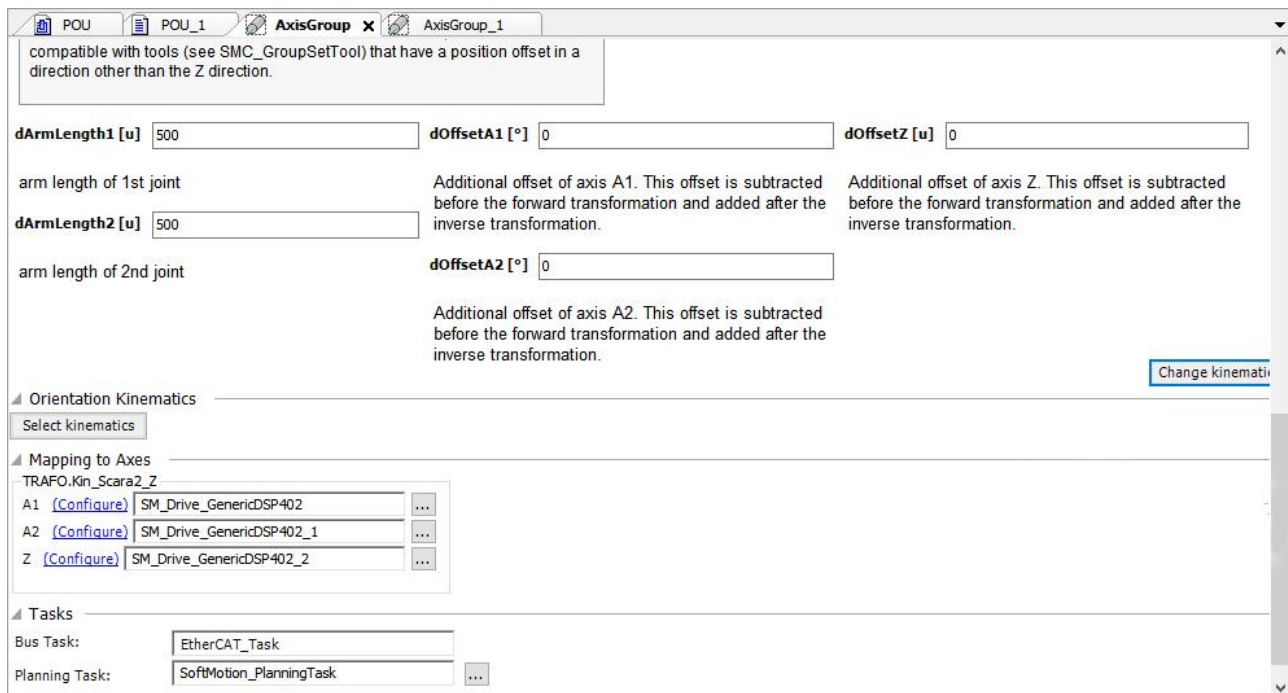 POU
POU_1
AxisGroup
AxisGroup_1
compatible with tools (see SMC_GroupSetTool) that have a position offset in a
direction other than the Z direction.
dArmLength1 [u] 500
dOffsetA1 [°] 0
dOffsetZ [u] 0
arm length of 1st joint
Additional offset of axis A1. This offset is subtracted
before the forward transformation and added after the
inverse transformation.
Additional offset of axis Z. This offset is subtracted
before the forward transformation and added after the
inverse transformation.
dArmLength2 [u] 500
arm length of 2nd joint
dOffsetA2 [°] 0
Additional offset of axis A2. This offset is subtracted
before the forward transformation and added after the
inverse transformation.
Change kinematic
Orientation Kinematics
Select kinematics
Mapping to Axes
TRAFO.Kin_Scara2_Z
A1 (Configure) SM_Drive_GenericDSP402 ...
A2 (Configure) SM_Drive_GenericDSP402_1 ...
Z (Configure) SM_Drive_GenericDSP402_2 ...
Tasks
Bus Task: EtherCAT_Task
Planning Task: SoftMotion_PlanningTask ...